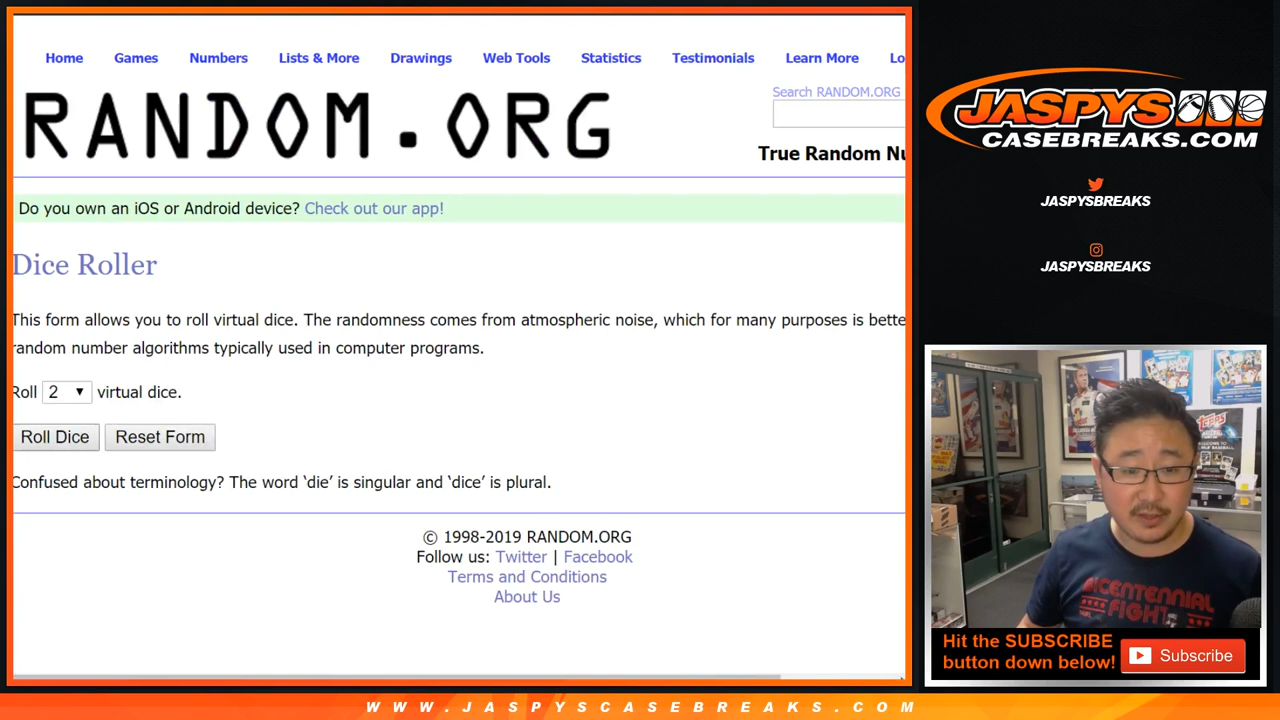 Home Games Numbers Lists & More Drawings Web Tools Statistics Testimonials Learn More Lo
Search RANDOM.ORG
RANDOM.ORG
True Random Nu
Do you own an iOS or Android device? Check out our app!
Dice Roller
This form allows you to roll virtual dice. The randomness comes from atmospheric noise, which for many purposes is bette
random number algorithms typically used in computer programs.
Roll 2 virtual dice.
Roll Dice Reset Form
Confused about terminology? The word ‘die’ is singular and ‘dice’ is plural.
© 1998-2019 RANDOM.ORG
Follow us: Twitter | Facebook
Terms and Conditions
About Us
JASPYS
CASEBREAKS.COM
JASPYSBREAKS
JASPYSBREAKS
topps
BICENTENNIAL
FIGHT
Hit the SUBSCRIBE
button down below!
Subscribe
WWW.JASPYSCASEBREAKS.COM